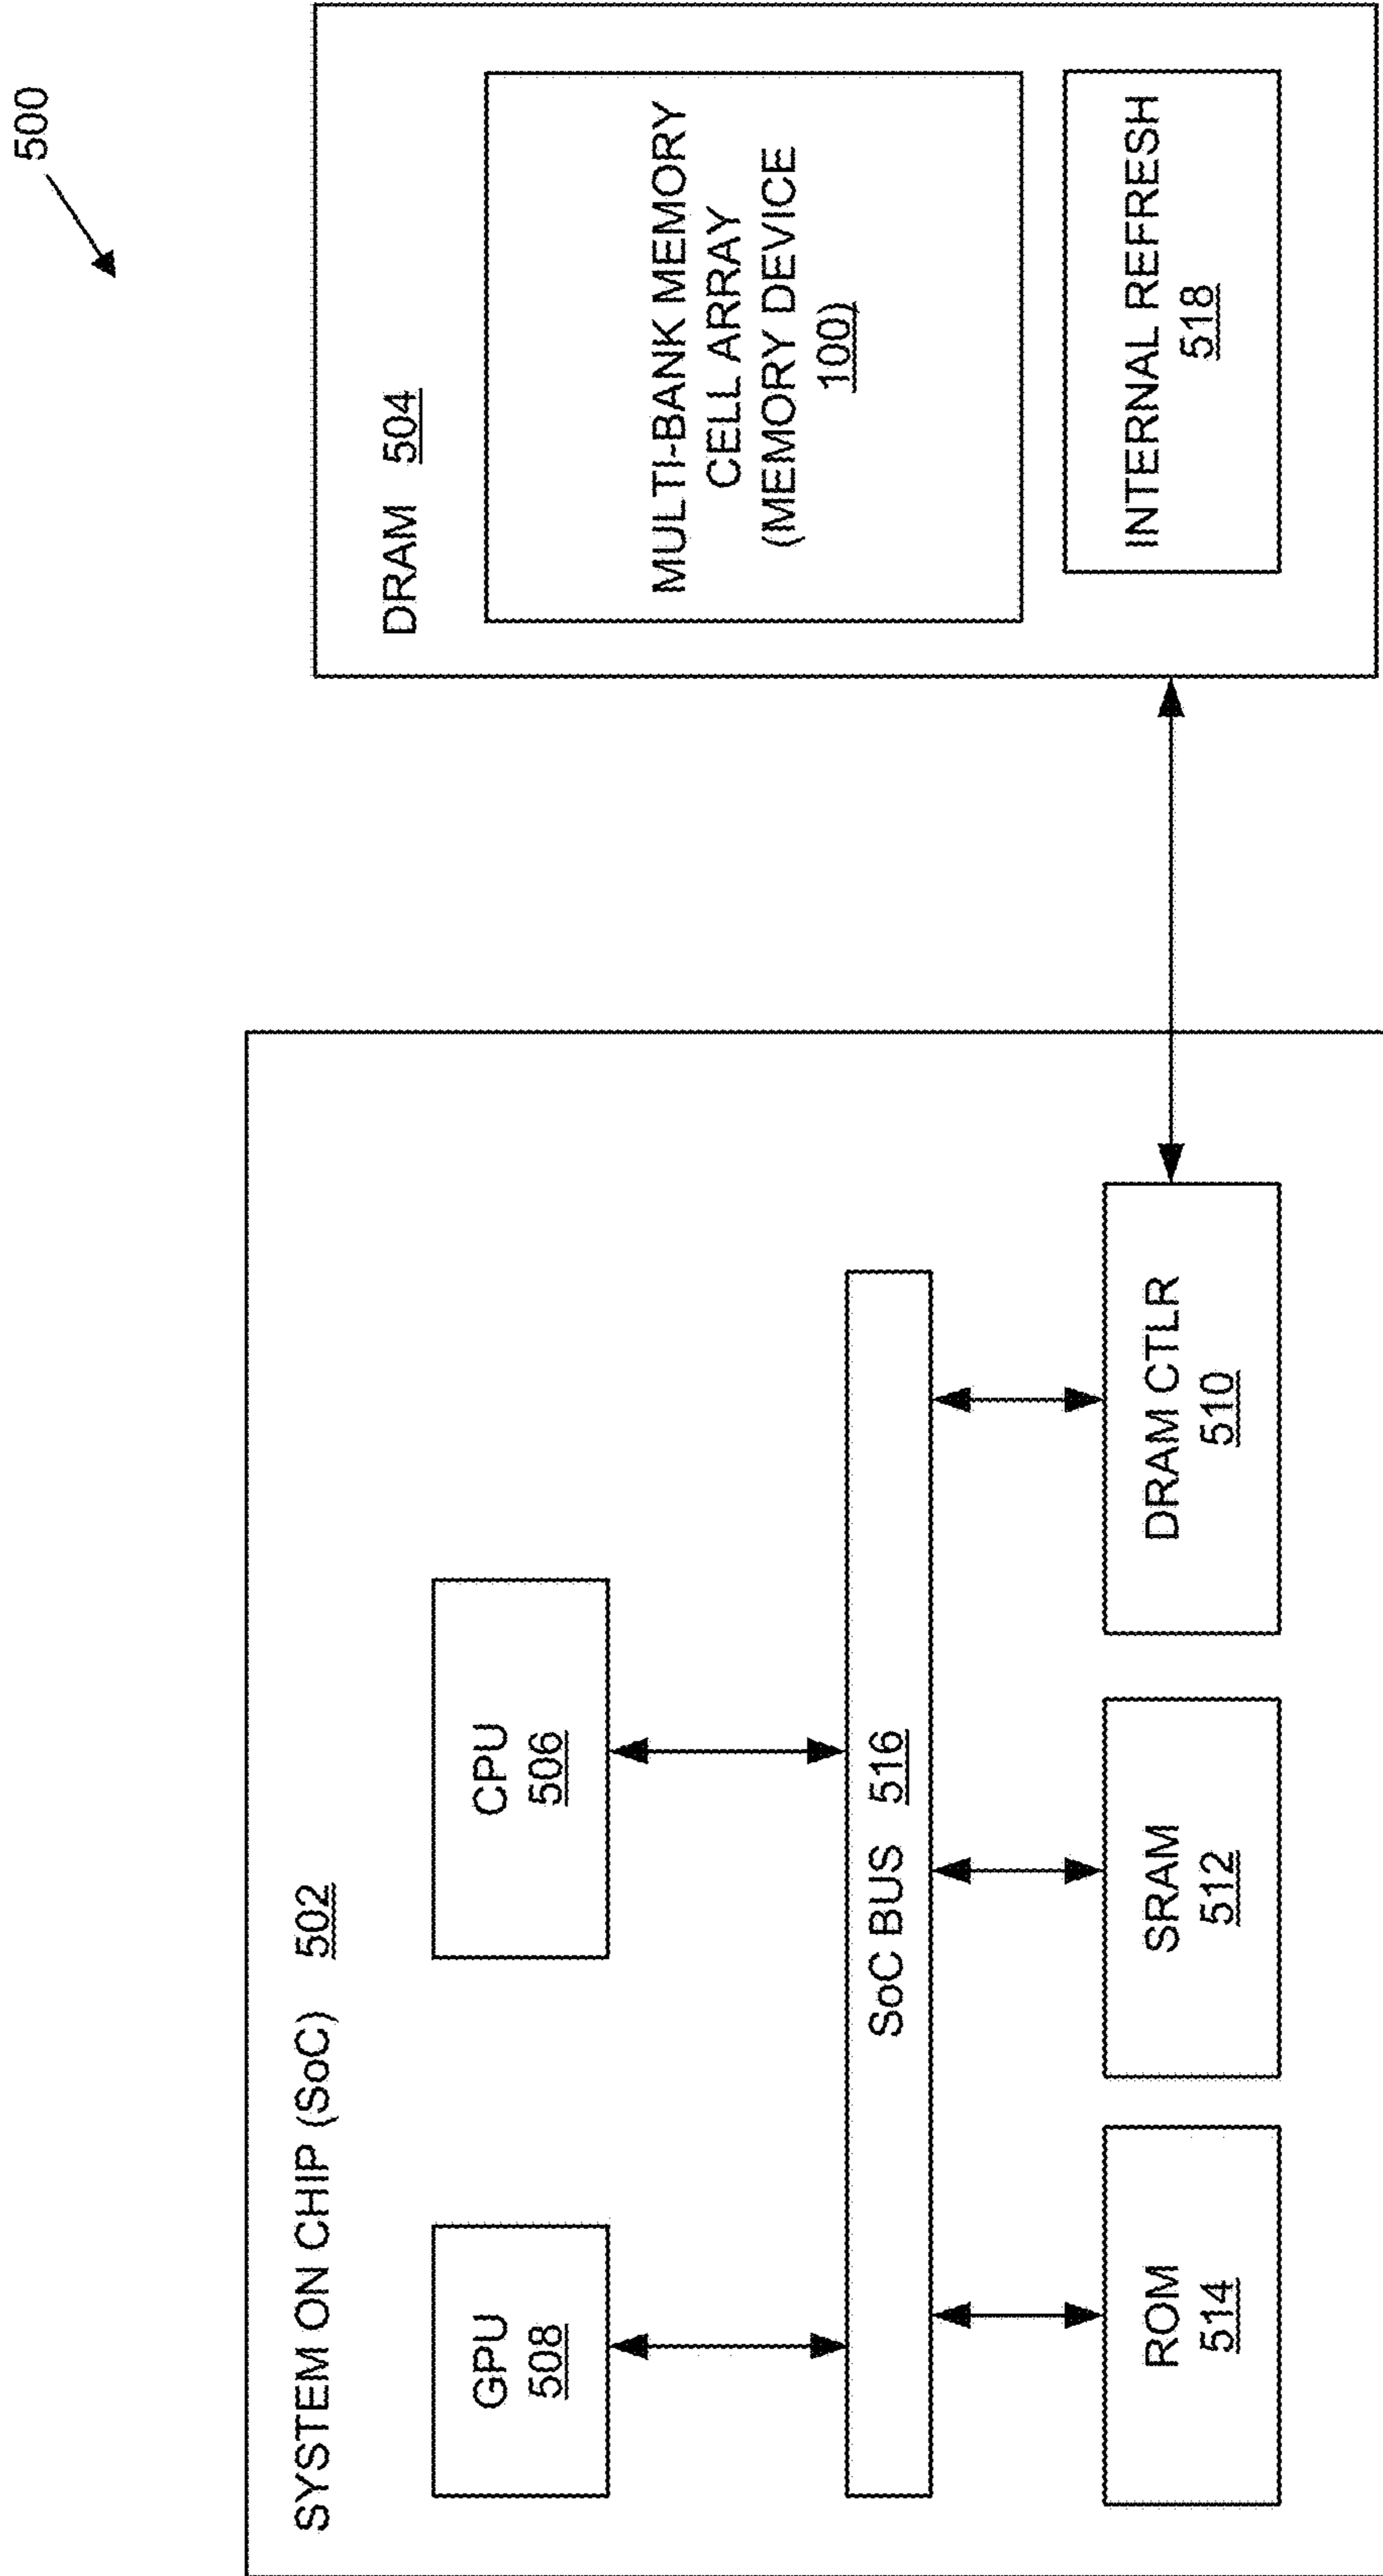 500
SYSTEM ON CHIP (SoC) 502
GPU
508
CPU
506
SoC BUS 516
ROM
514
SRAM
512
DRAM CTLR
510
DRAM 504
MULTI-BANK MEMORY
CELL ARRAY
(MEMORY DEVICE
100)
INTERNAL REFRESH
518